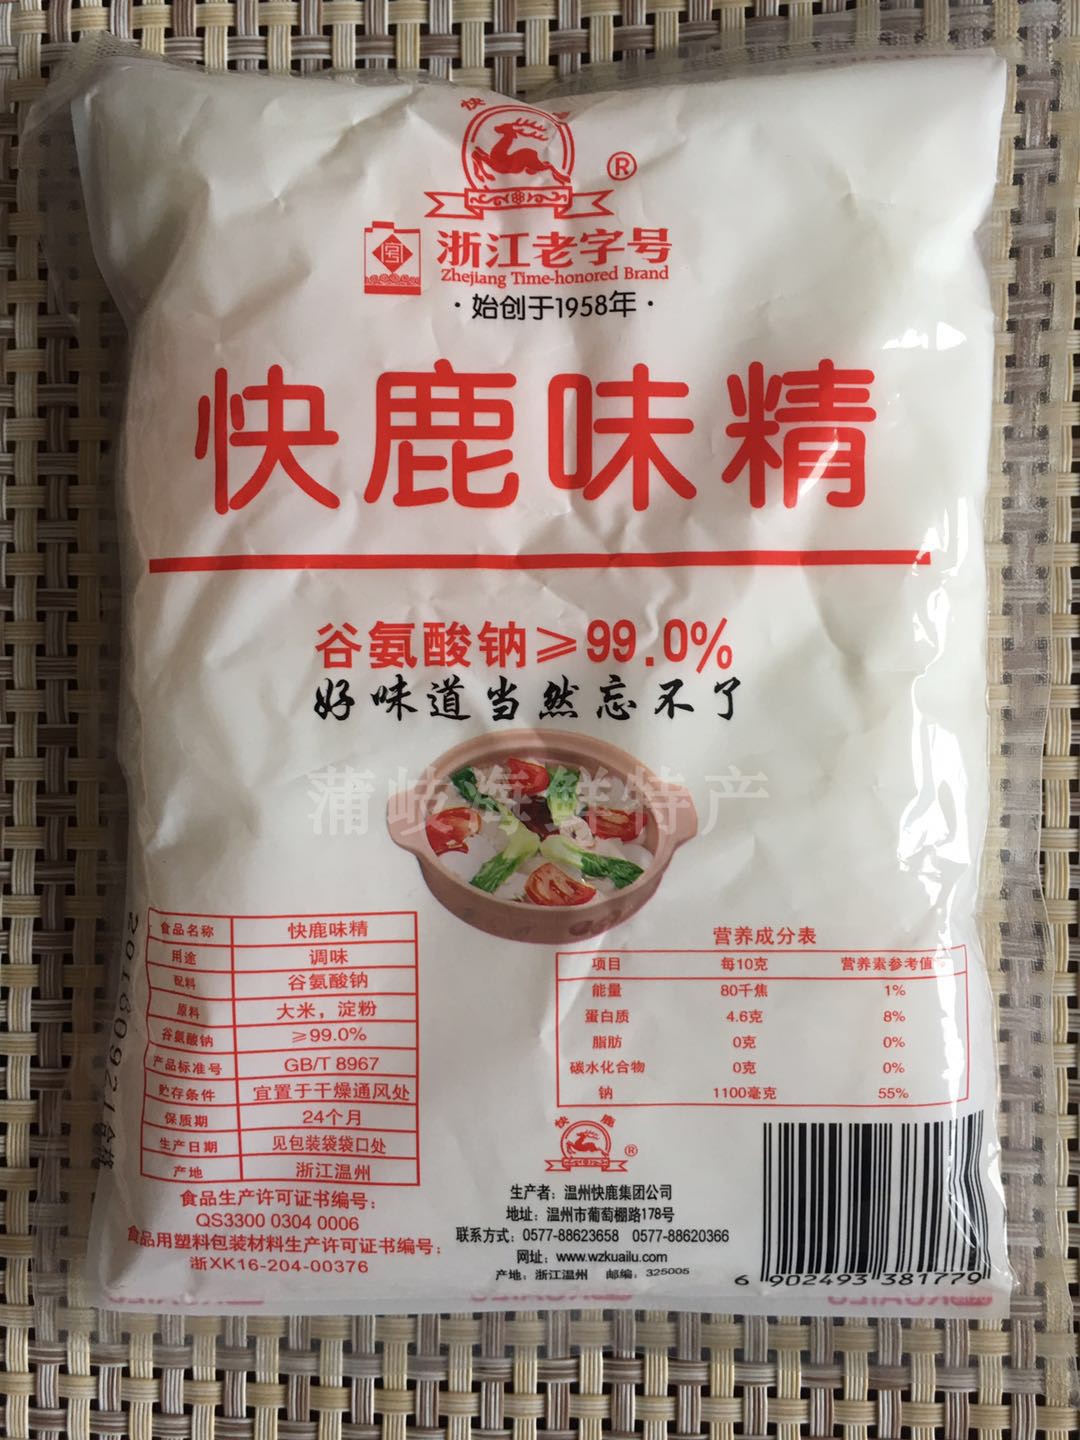 快鹿
®
浙江老字号
Zhejiang Time-honored Brand
·始创于1958年·
快鹿味精
谷氨酸钠≥99.0%
好味道当然忘不了
蒲岐海鲜特产
食品名称 快鹿味精
用途 调味
配料 谷氨酸钠
原料 大米，淀粉
谷氨酸钠 ≥99.0%
产品标准号 GB/T 8967
贮存条件 宜置于干燥通风处
保质期 24个月
生产日期 见包装袋袋口处
产地 浙江温州
食品生产许可证书编号：
QS3300 0304 0006
食品用塑料包装材料生产许可证书编号：
浙XK16-204-00376
营养成分表
项目 每10克 营养素参考值%
能量 80千焦 1%
蛋白质 4.6克 8%
脂肪 0克 0%
碳水化合物 0克 0%
钠 1100毫克 55%
快鹿
®
生产者：温州快鹿集团公司
地址：温州市葡萄棚路178号
联系方式：0577-88623658 0577-88620366
网址：www.wzkuailu.com
产地：浙江温州 邮编：325005
6 902493 381779